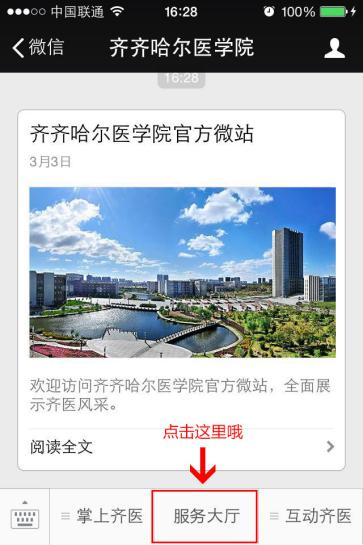 中国联通 16:28 100%
微信 齐齐哈尔医学院
16:28
齐齐哈尔医学院官方微站
3月3日
欢迎访问齐齐哈尔医学院官方微站，全面展
示齐医风采。
点击这里哦
阅读全文
掌上齐医 服务大厅 互动齐医